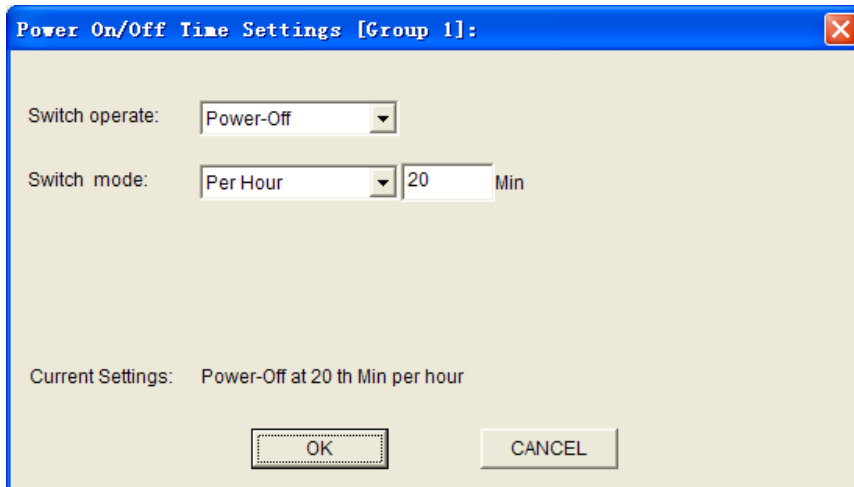 Power On/Off Time Settings [Group 1]:
Switch operate: Power-Off
Switch mode: Per Hour 20 Min
Current Settings: Power-Off at 20 th Min per hour
OK CANCEL